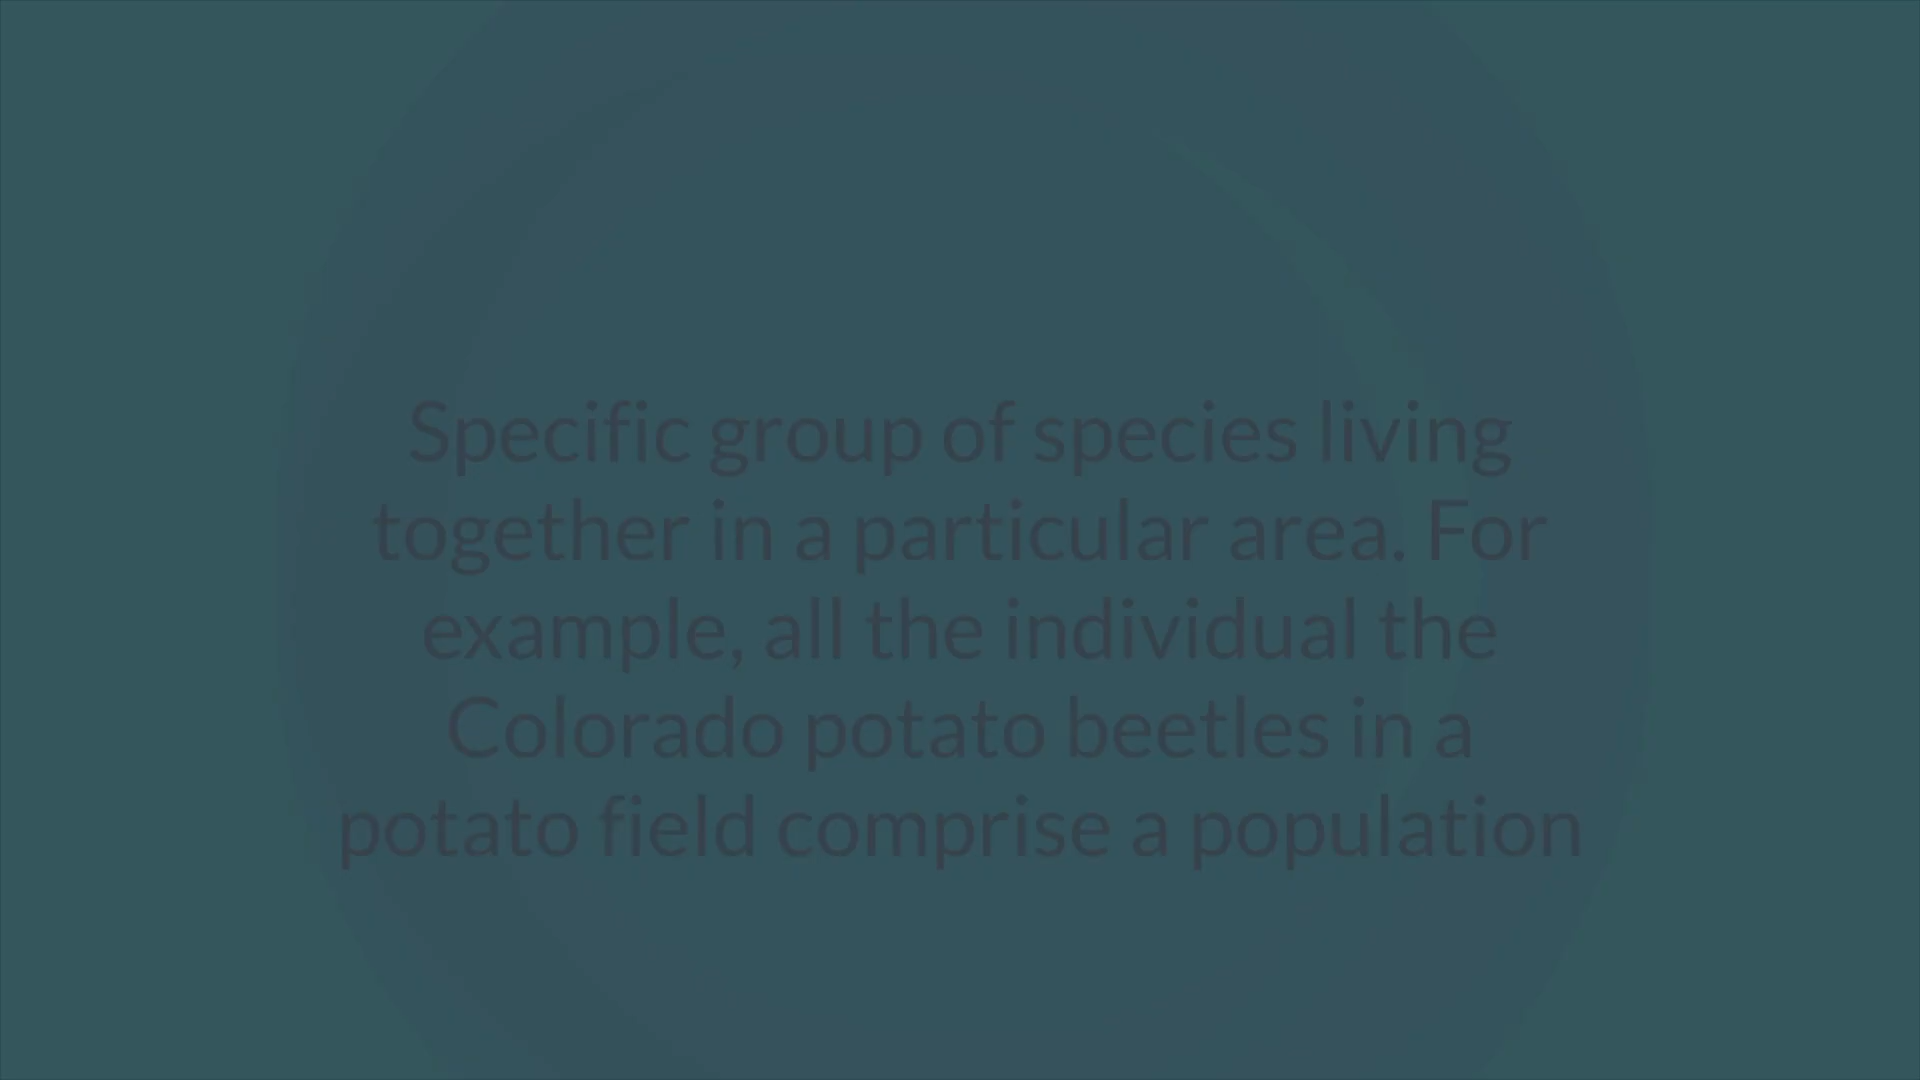 Specific group of species living
together in a particular area. For
example, all the individual the
Colorado potato beetles in a
potato field comprise a population